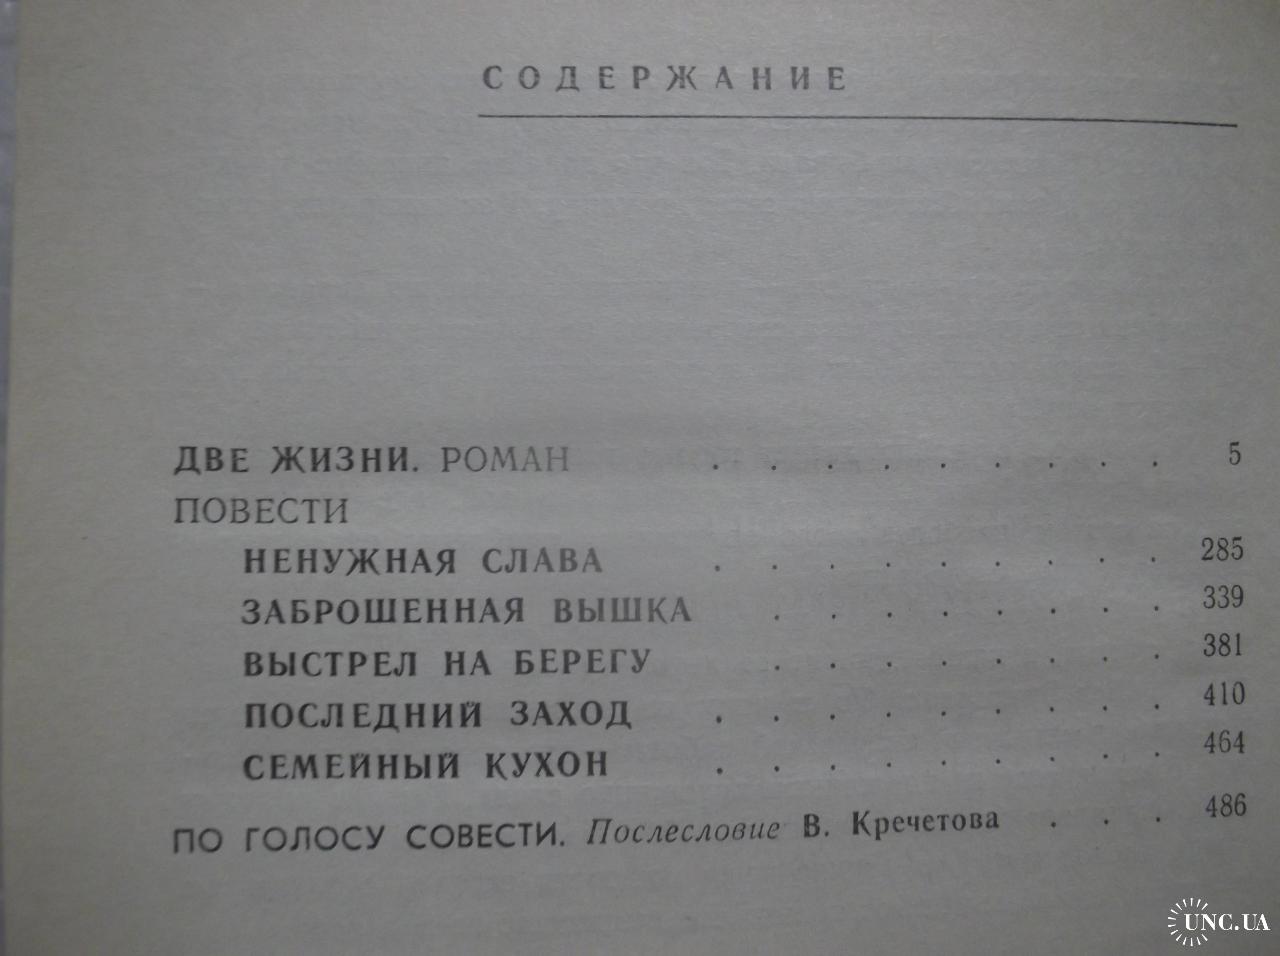 СОДЕРЖАНИЕ
ДВЕ ЖИЗНИ. РОМАН . . . . . . . . . 5
ПОВЕСТИ
НЕНУЖНАЯ СЛАВА . . . . . . . . . 285
ЗАБРОШЕННАЯ ВЫШКА . . . . . . . . 339
ВЫСТРЕЛ НА БЕРЕГУ . . . . . . . . 381
ПОСЛЕДНИЙ ЗАХОД . . . . . . . . . 410
СЕМЕЙНЫЙ КУХОН . . . . . . . . . 464
ПО ГОЛОСУ СОВЕСТИ. Послесловие В. Кречетова . . . 486
UNC.UA